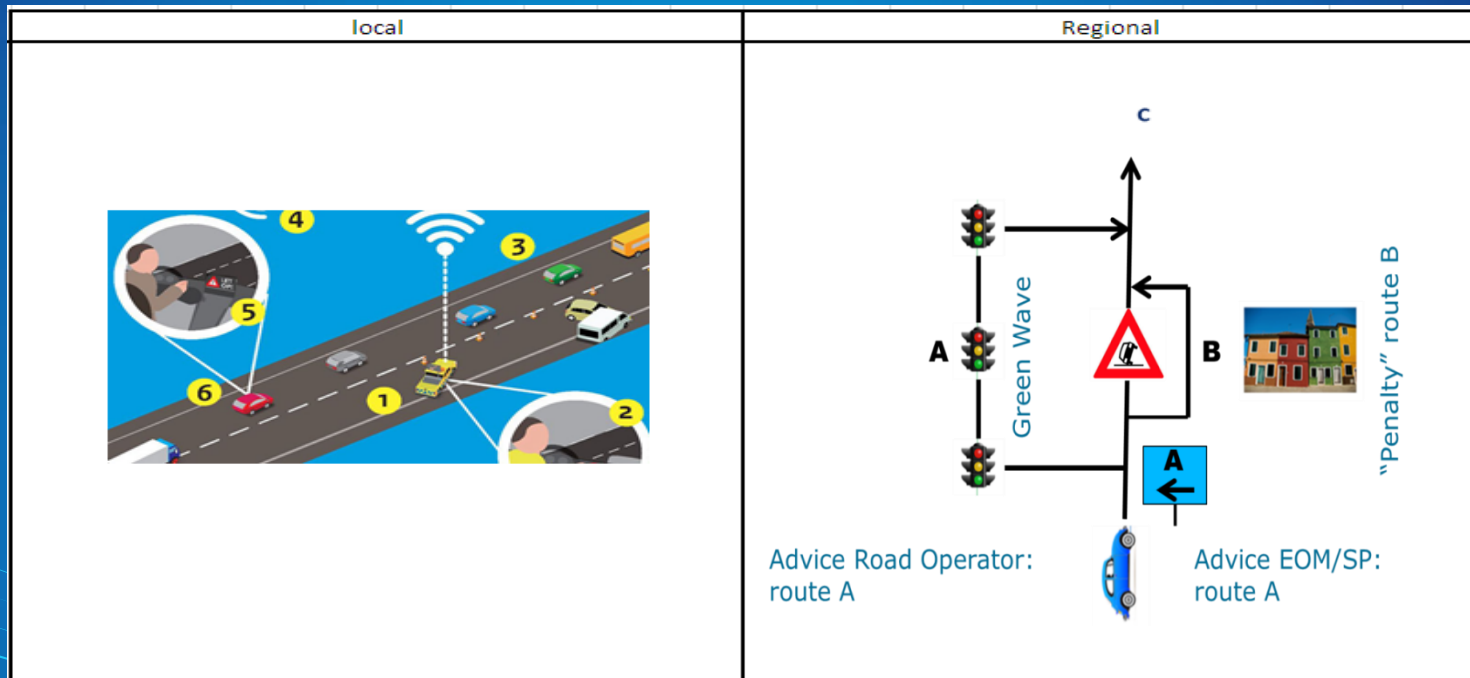 local
Regional
4
3
5
6
1
2
C
A
Green Wave
B
"Penalty" route B
A
Advice Road Operator:
route A
Advice EOM/SP:
route A